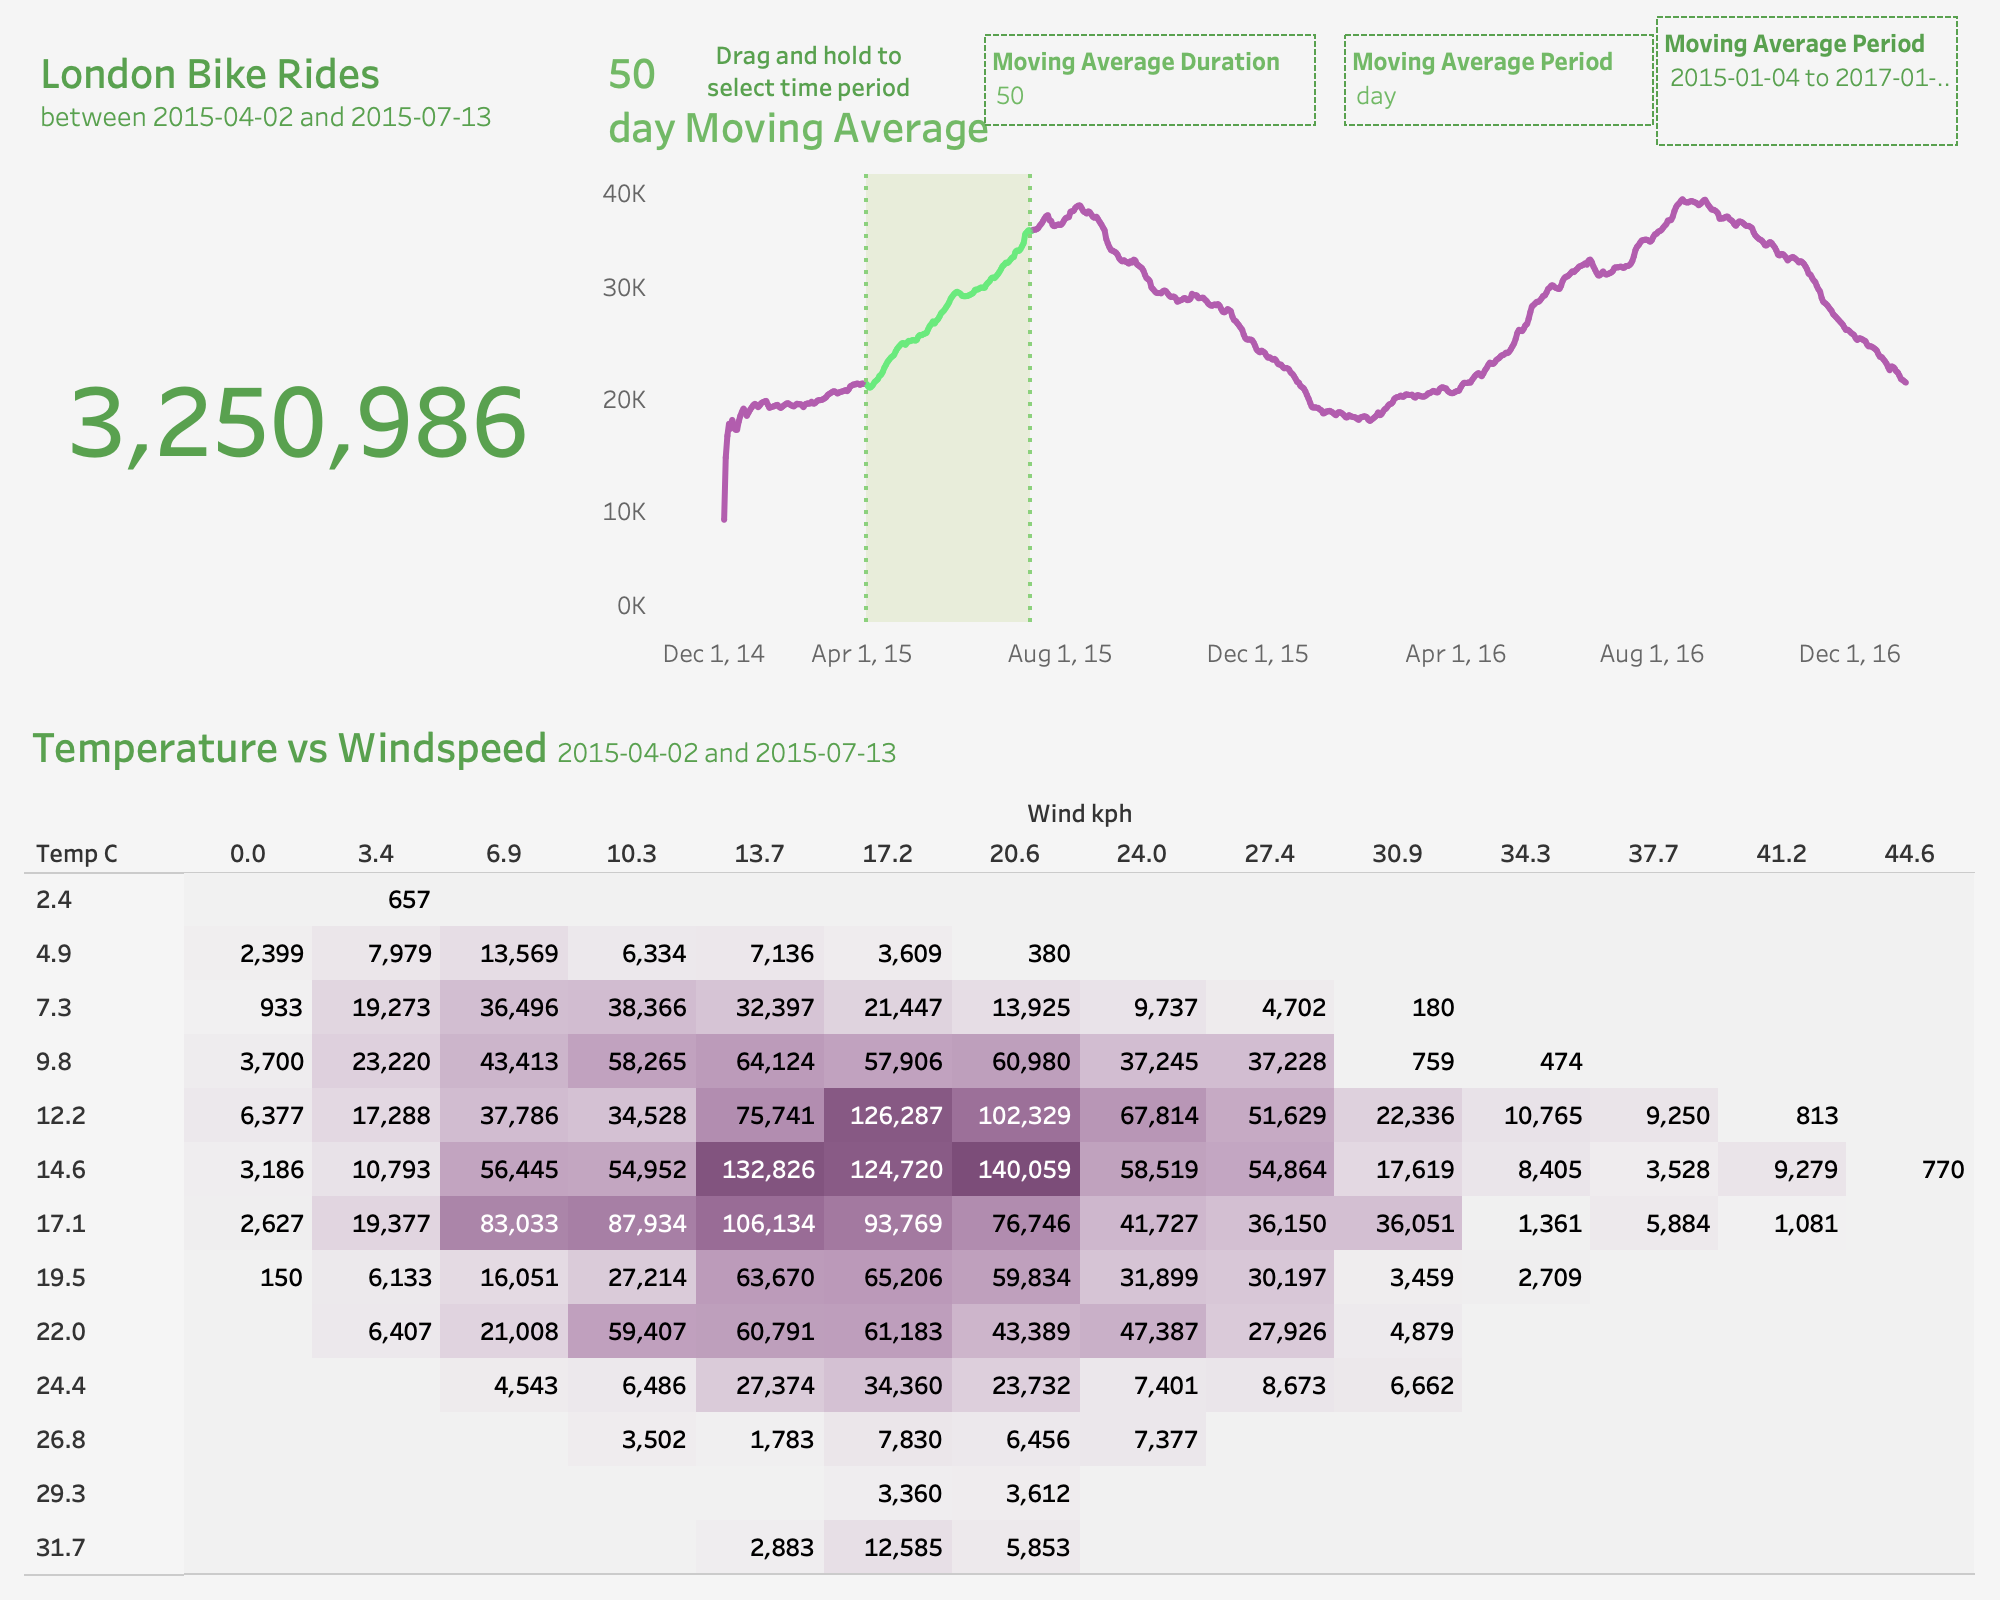 London Bike Rides
between 2015-04-02 and 2015-07-13
3,250,986
50
day Moving Average
Drag and hold to
select time period
Moving Average Duration
50
Moving Average Period
day
Moving Average Period
2015-01-04 to 2017-01-..
40K
30K
20K
10K
0K
Dec 1, 14 Apr 1, 15 Aug 1, 15 Dec 1, 15 Apr 1, 16 Aug 1, 16 Dec 1, 16
Temperature vs Windspeed 2015-04-02 and 2015-07-13
Wind kph
Temp C 0.0 3.4 6.9 10.3 13.7 17.2 20.6 24.0 27.4 30.9 34.3 37.7 41.2 44.6
2.4 657
4.9 2,399 7,979 13,569 6,334 7,136 3,609 380
7.3 933 19,273 36,496 38,366 32,397 21,447 13,925 9,737 4,702 180
9.8 3,700 23,220 43,413 58,265 64,124 57,906 60,980 37,245 37,228 759 474
12.2 6,377 17,288 37,786 34,528 75,741 126,287 102,329 67,814 51,629 22,336 10,765 9,250 813
14.6 3,186 10,793 56,445 54,952 132,826 124,720 140,059 58,519 54,864 17,619 8,405 3,528 9,279 770
17.1 2,627 19,377 83,033 87,934 106,134 93,769 76,746 41,727 36,150 36,051 1,361 5,884 1,081
19.5 150 6,133 16,051 27,214 63,670 65,206 59,834 31,899 30,197 3,459 2,709
22.0 6,407 21,008 59,407 60,791 61,183 43,389 47,387 27,926 4,879
24.4 4,543 6,486 27,374 34,360 23,732 7,401 8,673 6,662
26.8 3,502 1,783 7,830 6,456 7,377
29.3 3,360 3,612
31.7 2,883 12,585 5,853